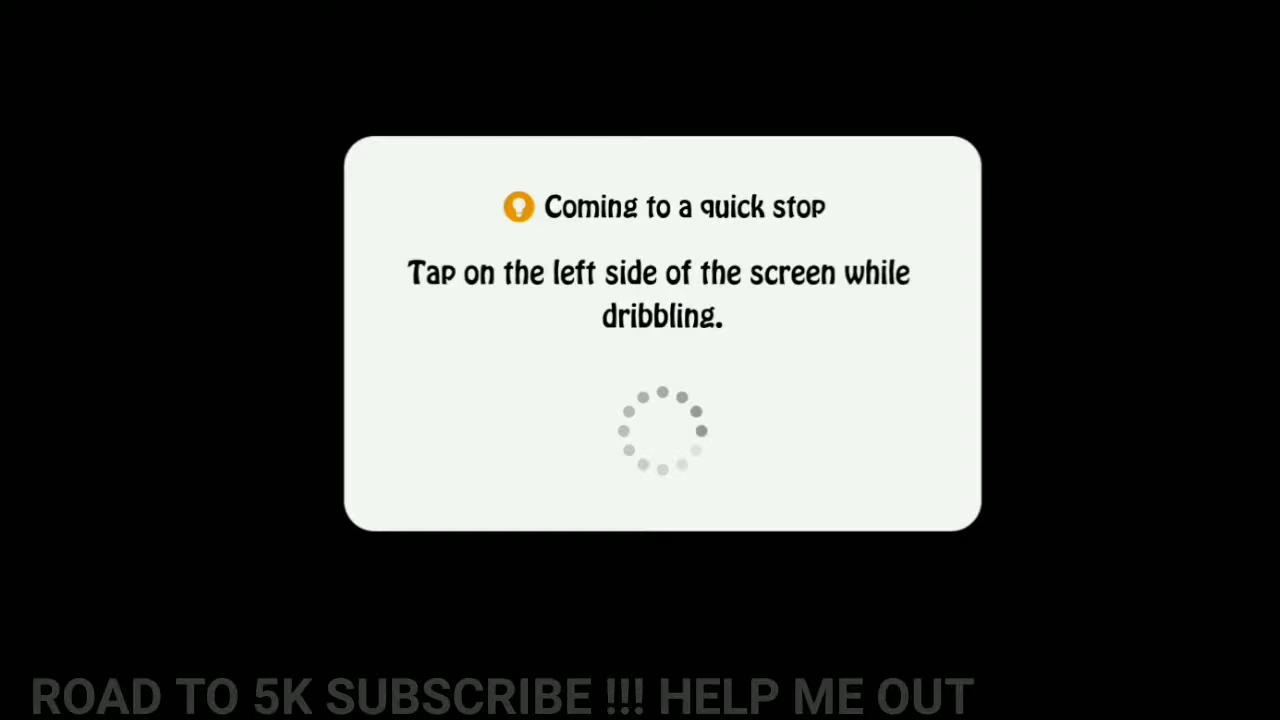 Coming to a quick stop
Tap on the left side of the screen while
dribbling.
ROAD TO 5K SUBSCRIBE !!! HELP ME OUT